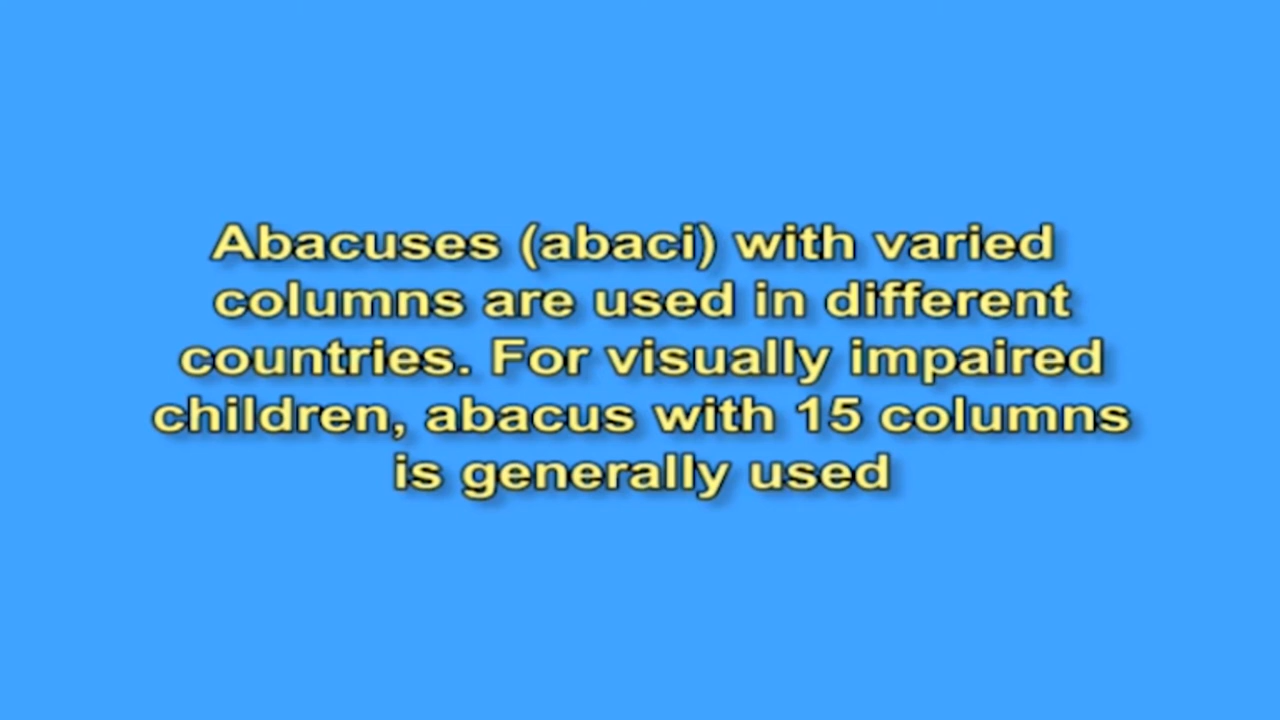 Abacuses (abaci) with varied
columns are used in different
countries. For visually impaired
children, abacus with 15 columns
is generally used